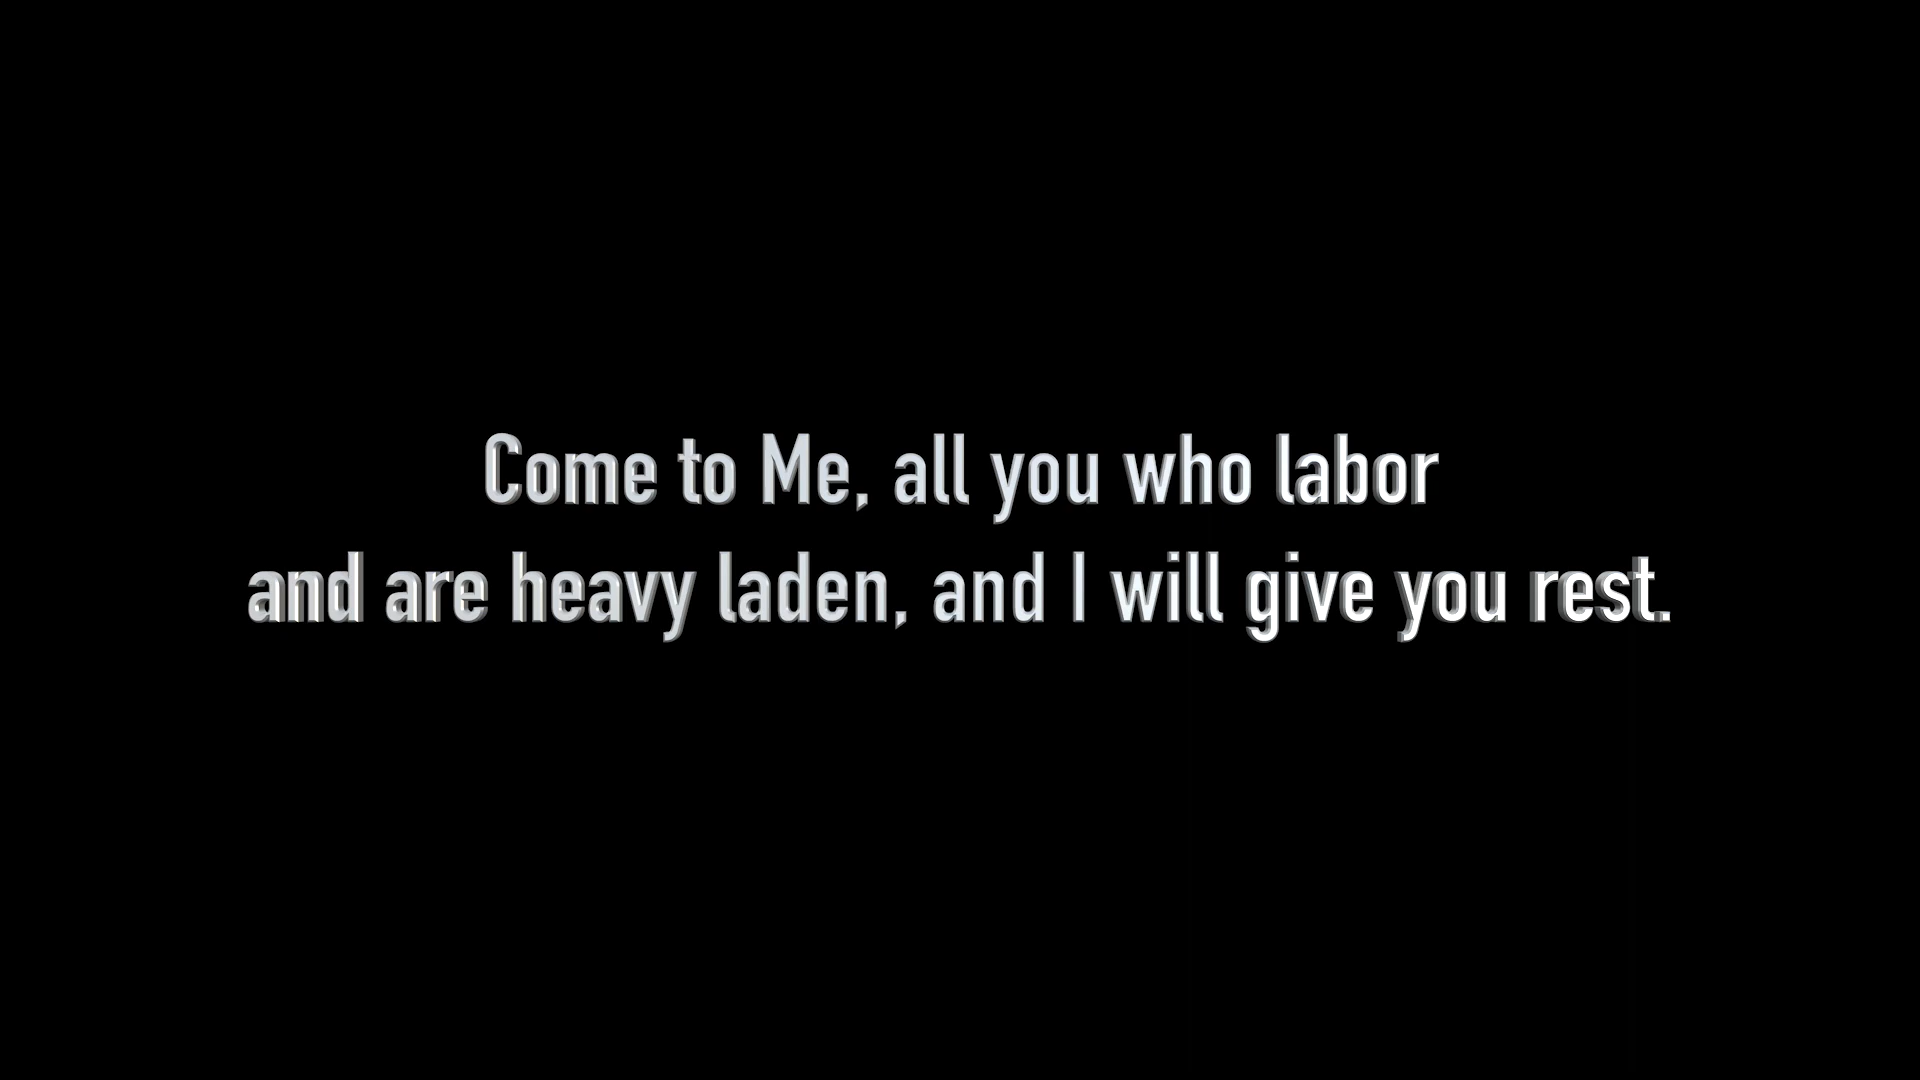 Come to Me, all you who labor
and are heavy laden, and I will give you rest.